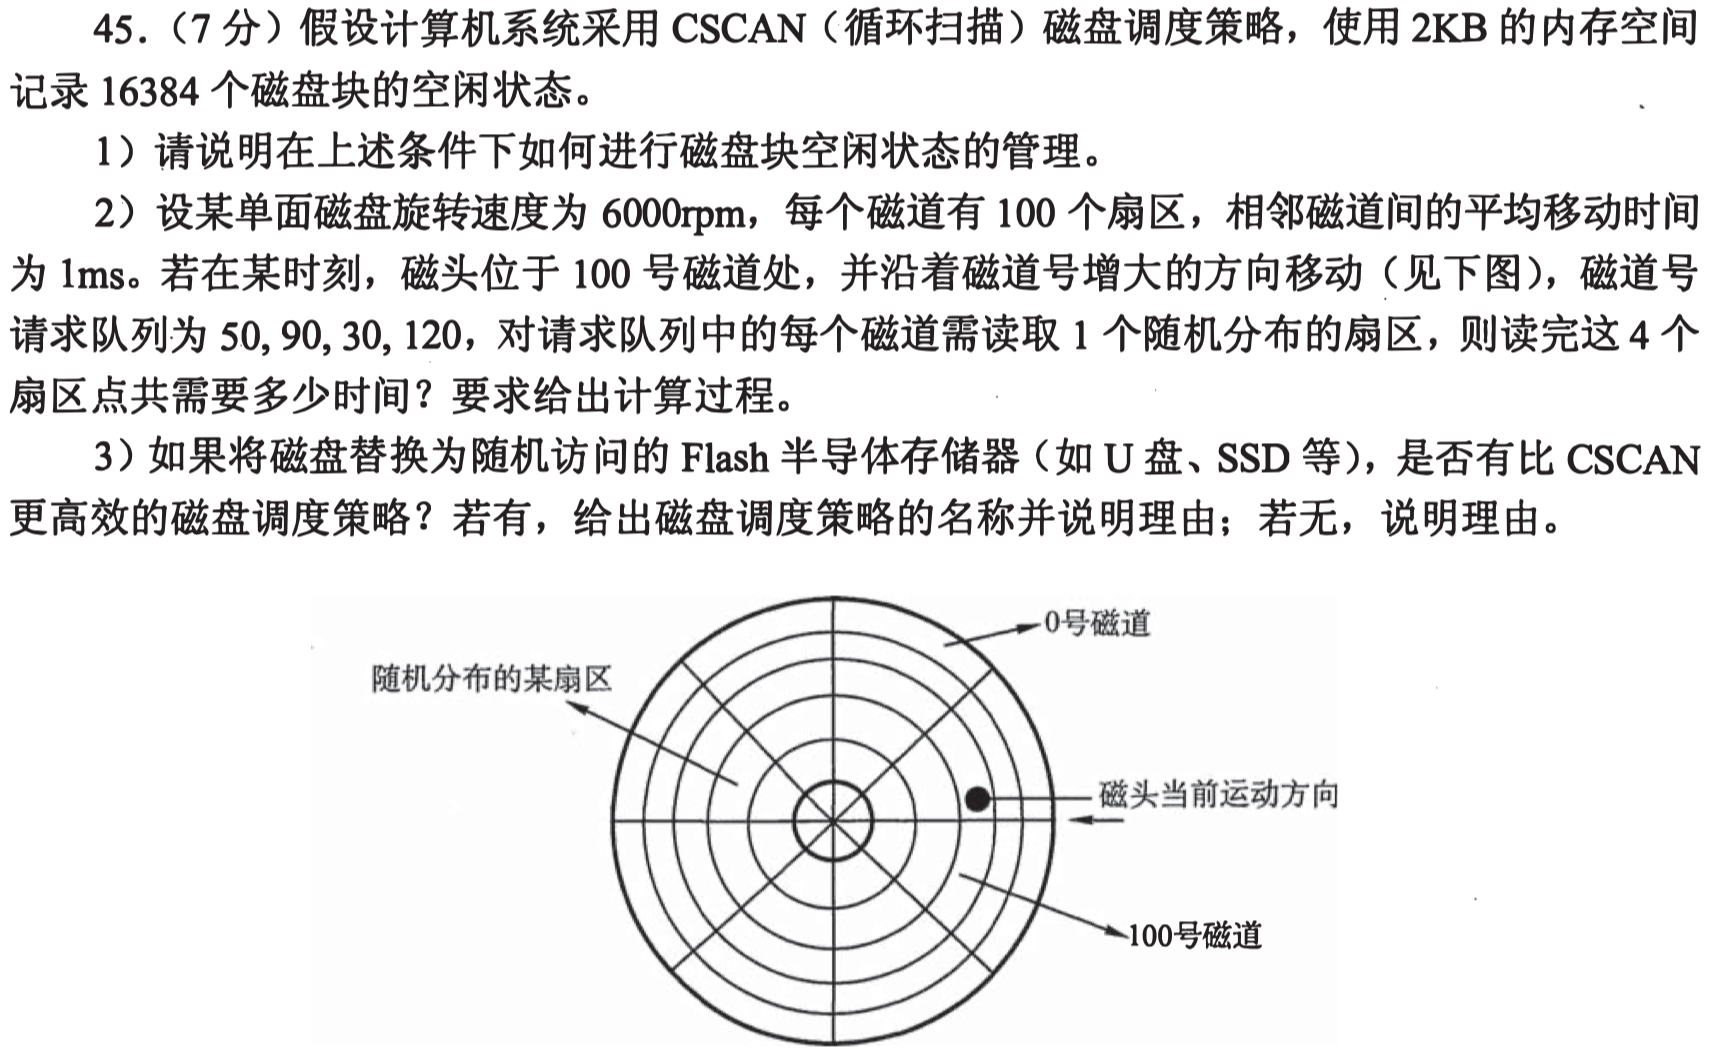 45.（7 分）假设计算机系统采用 CSCAN（循环扫描）磁盘调度策略，使用 2KB 的内存空间
记录 16384 个磁盘块的空闲状态。
1）请说明在上述条件下如何进行磁盘块空闲状态的管理。
2）设某单面磁盘旋转速度为 6000rpm，每个磁道有 100 个扇区，相邻磁道间的平均移动时间
为 1ms。若在某时刻，磁头位于 100 号磁道处，并沿着磁道号增大的方向移动（见下图），磁道号
请求队列为 50, 90, 30, 120，对请求队列中的每个磁道需读取 1 个随机分布的扇区，则读完这 4 个
扇区点共需要多少时间？要求给出计算过程。
3）如果将磁盘替换为随机访问的 Flash 半导体存储器（如 U 盘、SSD 等），是否有比 CSCAN
更高效的磁盘调度策略？若有，给出磁盘调度策略的名称并说明理由；若无，说明理由。
0号磁道
随机分布的某扇区
磁头当前运动方向
100号磁道